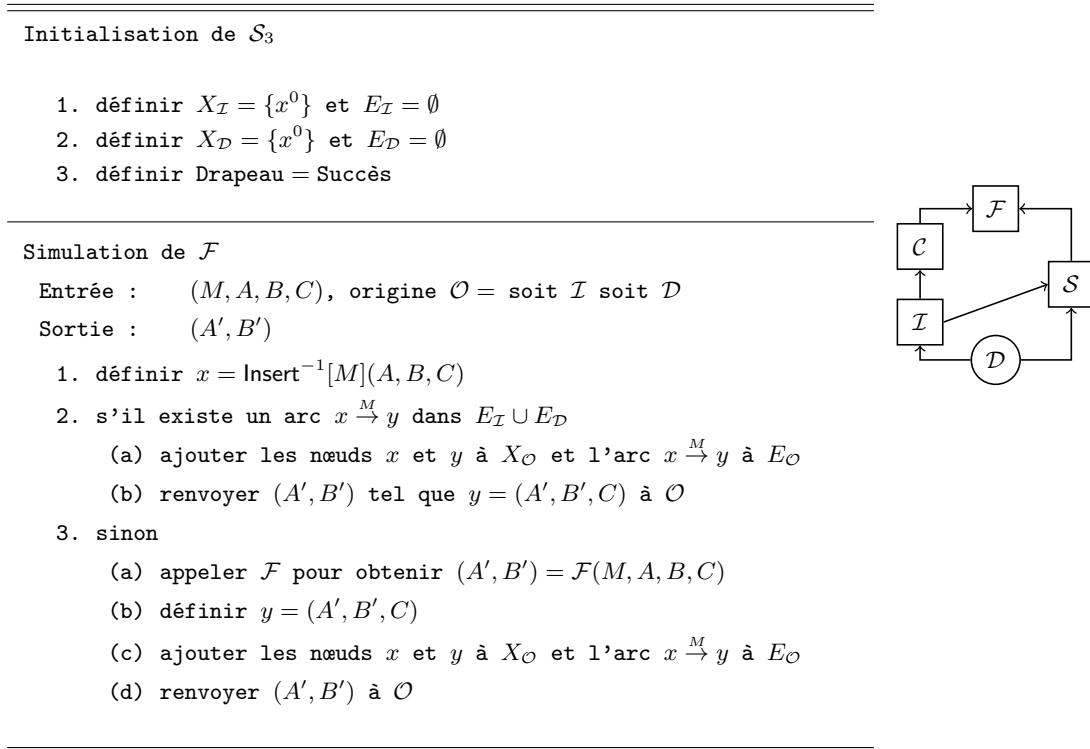 Initialisation de 𝒮₃
1. définir X_ℐ = {x⁰} et E_ℐ = ∅
2. définir X_𝒟 = {x⁰} et E_𝒟 = ∅
3. définir Drapeau = Succès
Simulation de ℱ
Entrée : (M, A, B, C), origine 𝒪 = soit ℐ soit 𝒟
Sortie : (A′, B′)
1. définir x = Insert⁻¹[M](A, B, C)
2. s'il existe un arc x →^M y dans E_ℐ ∪ E_𝒟
(a) ajouter les nœuds x et y à X_𝒪 et l'arc x →^M y à E_𝒪
(b) renvoyer (A′, B′) tel que y = (A′, B′, C) à 𝒪
3. sinon
(a) appeler ℱ pour obtenir (A′, B′) = ℱ(M, A, B, C)
(b) définir y = (A′, B′, C)
(c) ajouter les nœuds x et y à X_𝒪 et l'arc x →^M y à E_𝒪
(d) renvoyer (A′, B′) à 𝒪
ℱ
𝒞
𝒮
ℐ
𝒟